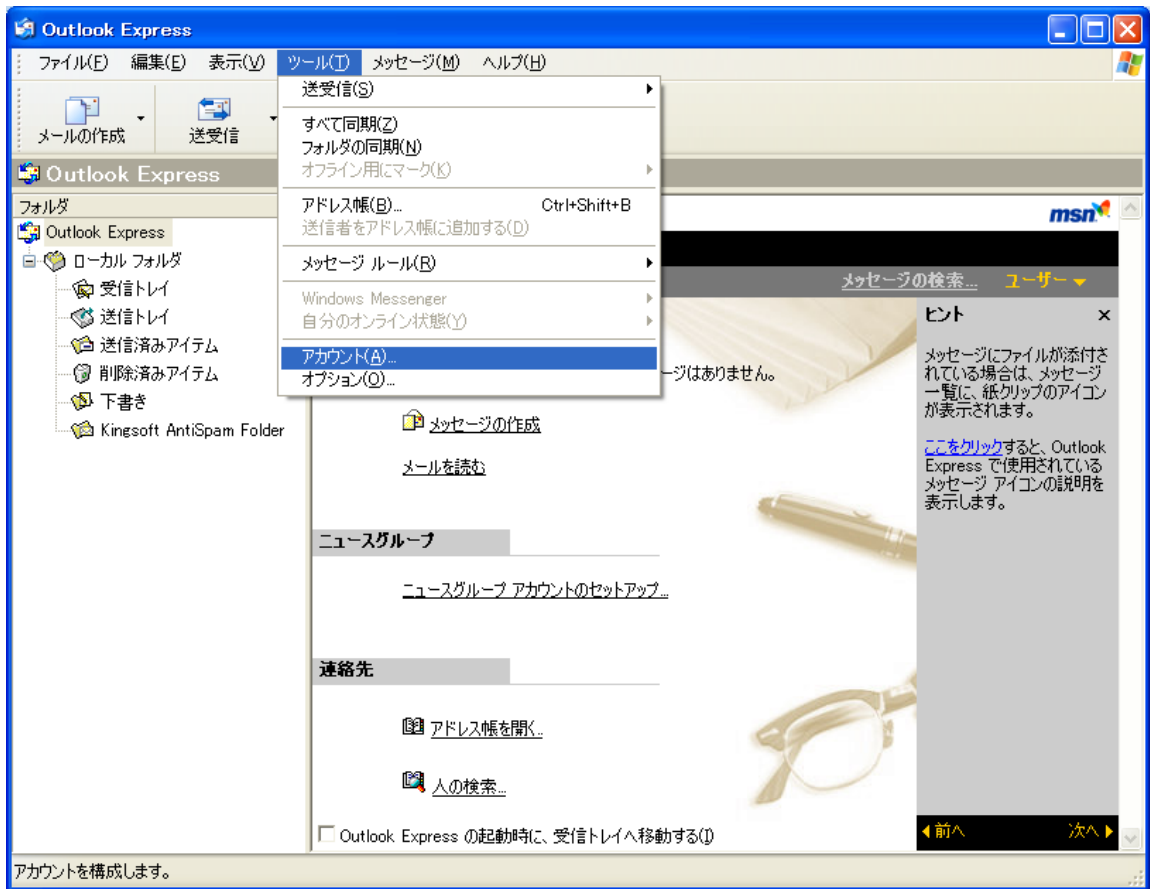 Outlook Express
ファイル(F) 編集(E) 表示(V) ツール(T) メッセージ(M) ヘルプ(H)
メールの作成 送受信
Outlook Express
フォルダ
Outlook Express
ローカル フォルダ
受信トレイ
送信トレイ
送信済みアイテム
削除済みアイテム
下書き
Kingsoft AntiSpam Folder
送受信(S)
すべて同期(Z)
フォルダの同期(N)
オフライン用にマーク(K)
アドレス帳(B)... Ctrl+Shift+B
送信者をアドレス帳に追加する(D)
メッセージ ルール(R)
Windows Messenger
自分のオンライン状態(Y)
アカウント(A)...
オプション(O)...
msn
メッセージの検索... ユーザー
ージはありません。
メッセージの作成
メールを読む
ニュースグループ
ニュースグループ アカウントのセットアップ...
連絡先
アドレス帳を開く...
人の検索...
Outlook Express の起動時に、受信トレイへ移動する(I)
ヒント ×
メッセージにファイルが添付さ
れている場合は、メッセージ
一覧に、紙クリップのアイコン
が表示されます。
ここをクリックすると、Outlook
Express で使用されている
メッセージ アイコンの説明を
表示します。
前へ 次へ
アカウントを構成します。